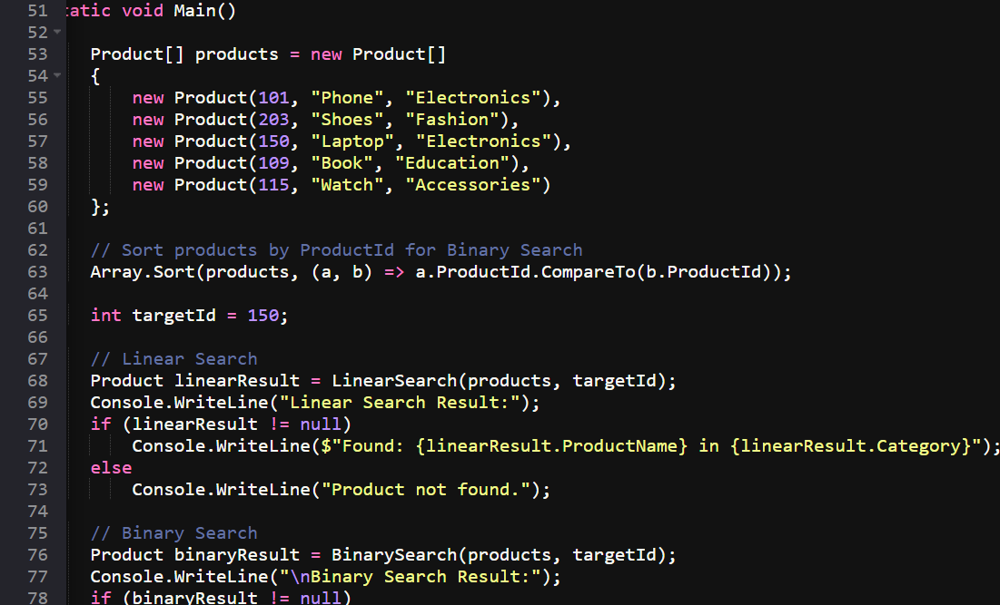 51 tatic void Main()
52
53 Product[] products = new Product[]
54 {
55 new Product(101, "Phone", "Electronics"),
56 new Product(203, "Shoes", "Fashion"),
57 new Product(150, "Laptop", "Electronics"),
58 new Product(109, "Book", "Education"),
59 new Product(115, "Watch", "Accessories")
60 };
61
62 // Sort products by ProductId for Binary Search
63 Array.Sort(products, (a, b) => a.ProductId.CompareTo(b.ProductId));
64
65 int targetId = 150;
66
67 // Linear Search
68 Product linearResult = LinearSearch(products, targetId);
69 Console.WriteLine("Linear Search Result:");
70 if (linearResult != null)
71 Console.WriteLine($"Found: {linearResult.ProductName} in {linearResult.Category}");
72 else
73 Console.WriteLine("Product not found.");
74
75 // Binary Search
76 Product binaryResult = BinarySearch(products, targetId);
77 Console.WriteLine("\nBinary Search Result:");
78 if (binaryResult != null)